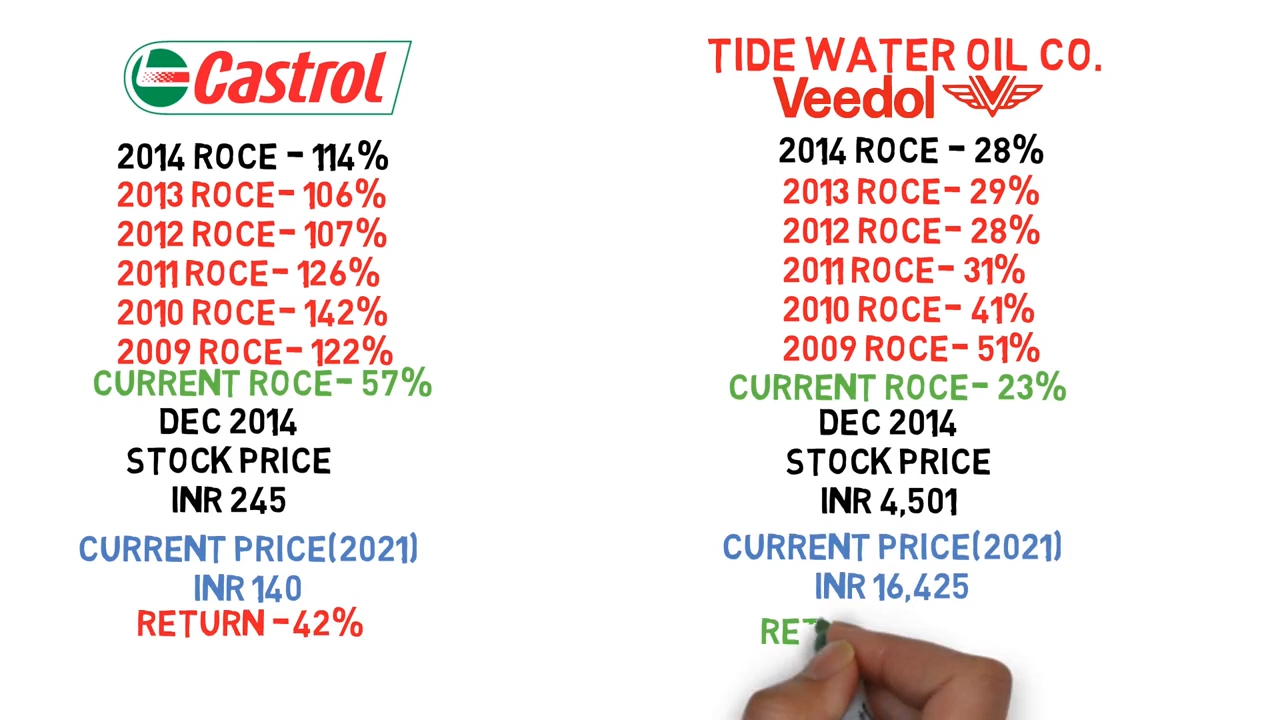 Castrol
2014 ROCE - 114%
2013 ROCE- 106%
2012 ROCE- 107%
2011 ROCE- 126%
2010 ROCE- 142%
2009 ROCE- 122%
CURRENT ROCE- 57%
DEC 2014
STOCK PRICE
INR 245
CURRENT PRICE(2021)
INR 140
RETURN -42%
TIDE WATER OIL CO.
Veedol
2014 ROCE - 28%
2013 ROCE- 29%
2012 ROCE- 28%
2011 ROCE- 31%
2010 ROCE- 41%
2009 ROCE- 51%
CURRENT ROCE- 23%
DEC 2014
STOCK PRICE
INR 4,501
CURRENT PRICE(2021)
INR 16,425
RET